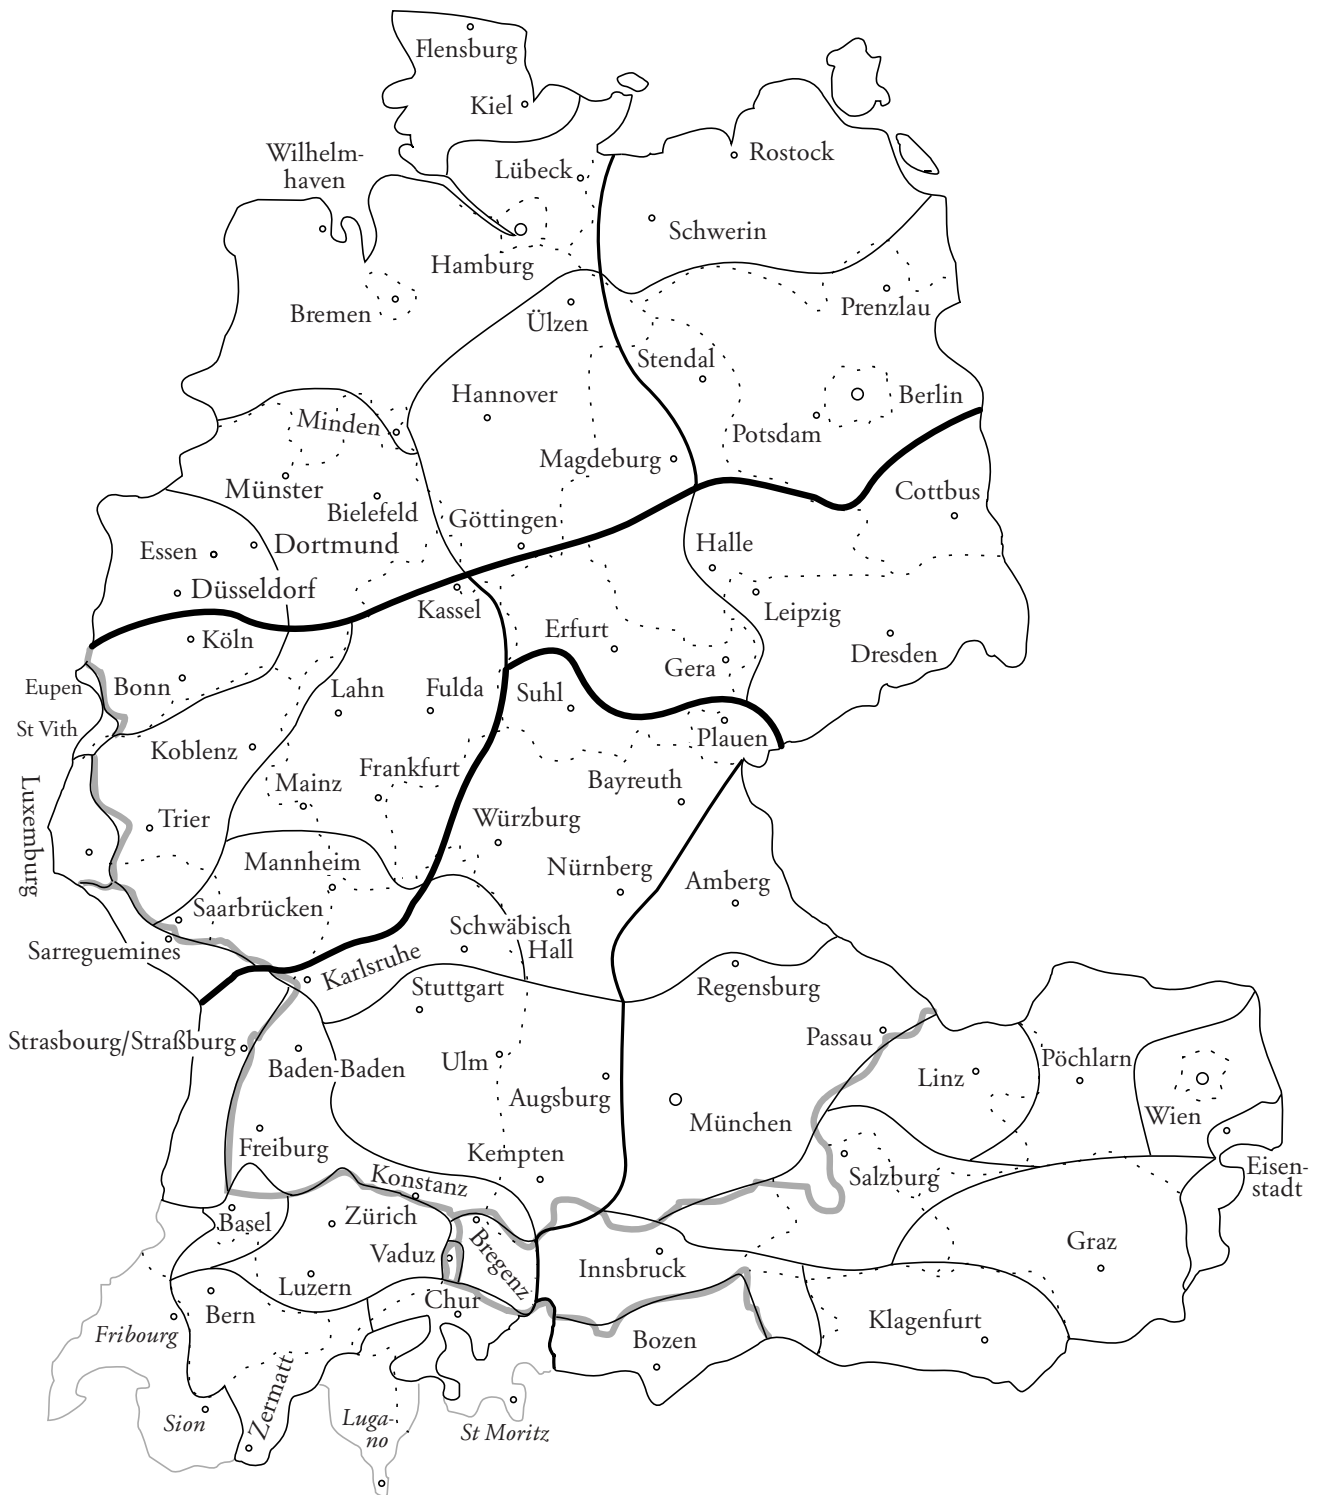 Flensburg
Kiel
Wilhelm-
haven
Lübeck
Rostock
Schwerin
Hamburg
Bremen
Prenzlau
Ülzen
Stendal
Hannover
Berlin
Minden
Potsdam
Magdeburg
Münster
Cottbus
Bielefeld
Göttingen
Essen
Dortmund
Halle
Düsseldorf
Kassel
Leipzig
Köln
Erfurt
Gera
Dresden
Eupen
Bonn
Lahn
Fulda
Suhl
St Vith
Koblenz
Plauen
Luxemburg
Mainz
Frankfurt
Bayreuth
Trier
Würzburg
Mannheim
Nürnberg
Amberg
Saarbrücken
Schwäbisch
Hall
Sarreguemines
Karlsruhe
Stuttgart
Regensburg
Strasbourg/Straßburg
Passau
Baden-Baden
Ulm
Linz
Pöchlarn
Augsburg
München
Wien
Freiburg
Kempten
Konstanz
Salzburg
Eisen-
stadt
Basel
Zürich
Vaduz
Bregenz
Innsbruck
Graz
Luzern
Chur
Bern
Fribourg
Klagenfurt
Bozen
Zermatt
Sion
Luga-
no
St Moritz